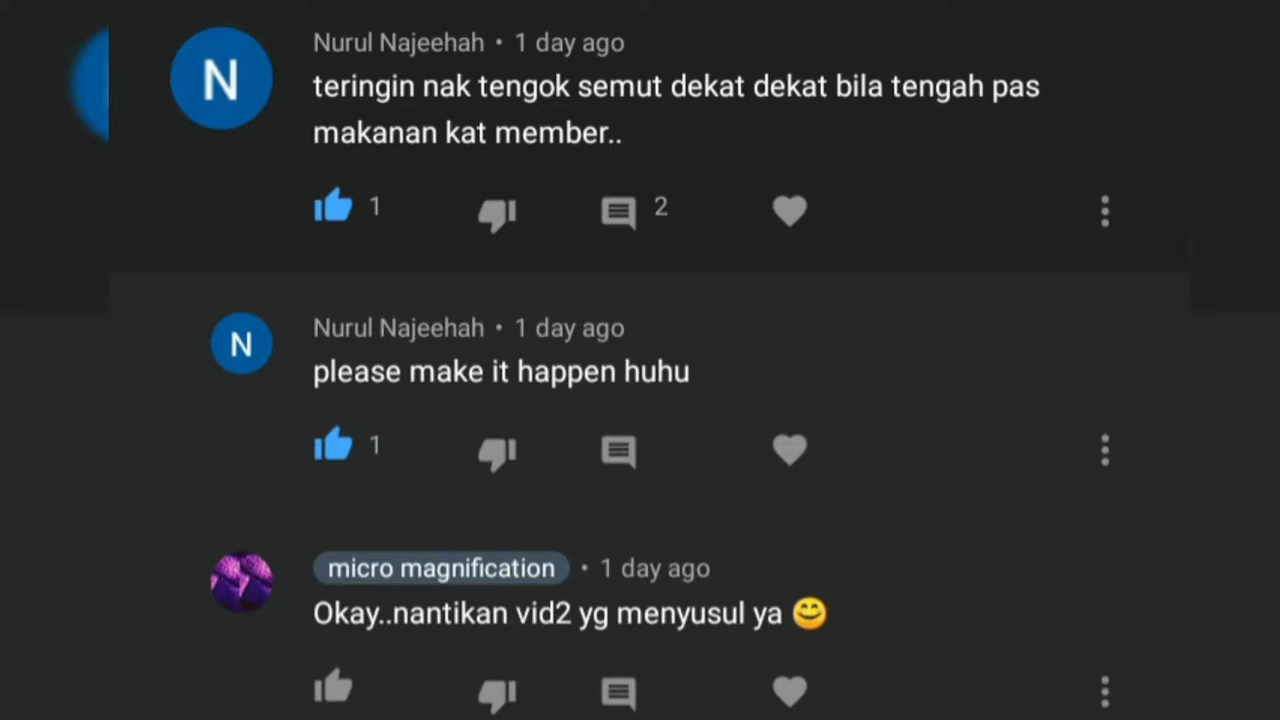 N
Nurul Najeehah • 1 day ago
teringin nak tengok semut dekat dekat bila tengah pas
makanan kat member..
1 2
N
Nurul Najeehah • 1 day ago
please make it happen huhu
1
micro magnification • 1 day ago
Okay..nantikan vid2 yg menyusul ya 😊